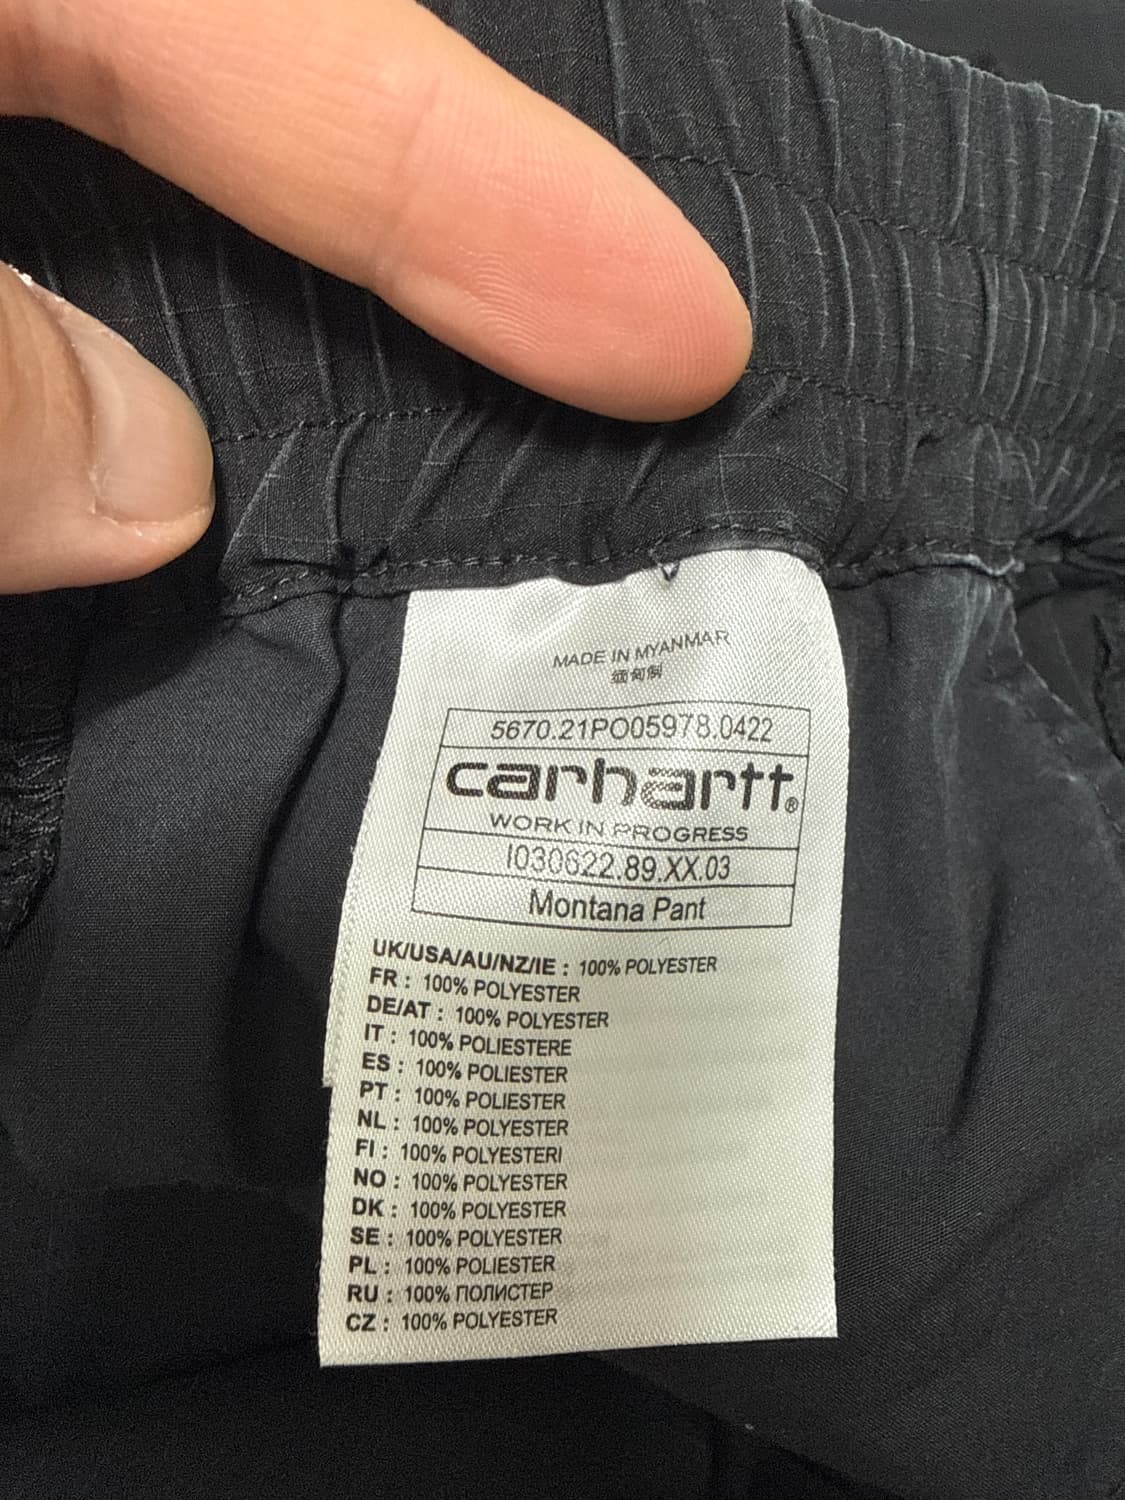 MADE IN MYANMAR
缅甸制
5670.21PO05978.0422
carhartt®
WORK IN PROGRESS
I030622.89.XX.03
Montana Pant
UK/USA/AU/NZ/IE : 100% POLYESTER
FR : 100% POLYESTER
DE/AT : 100% POLYESTER
IT : 100% POLIESTERE
ES : 100% POLIESTER
PT : 100% POLIESTER
NL : 100% POLYESTER
FI : 100% POLYESTERI
NO : 100% POLYESTER
DK : 100% POLYESTER
SE : 100% POLYESTER
PL : 100% POLIESTER
RU : 100% ПОЛИСТЕР
CZ : 100% POLYESTER